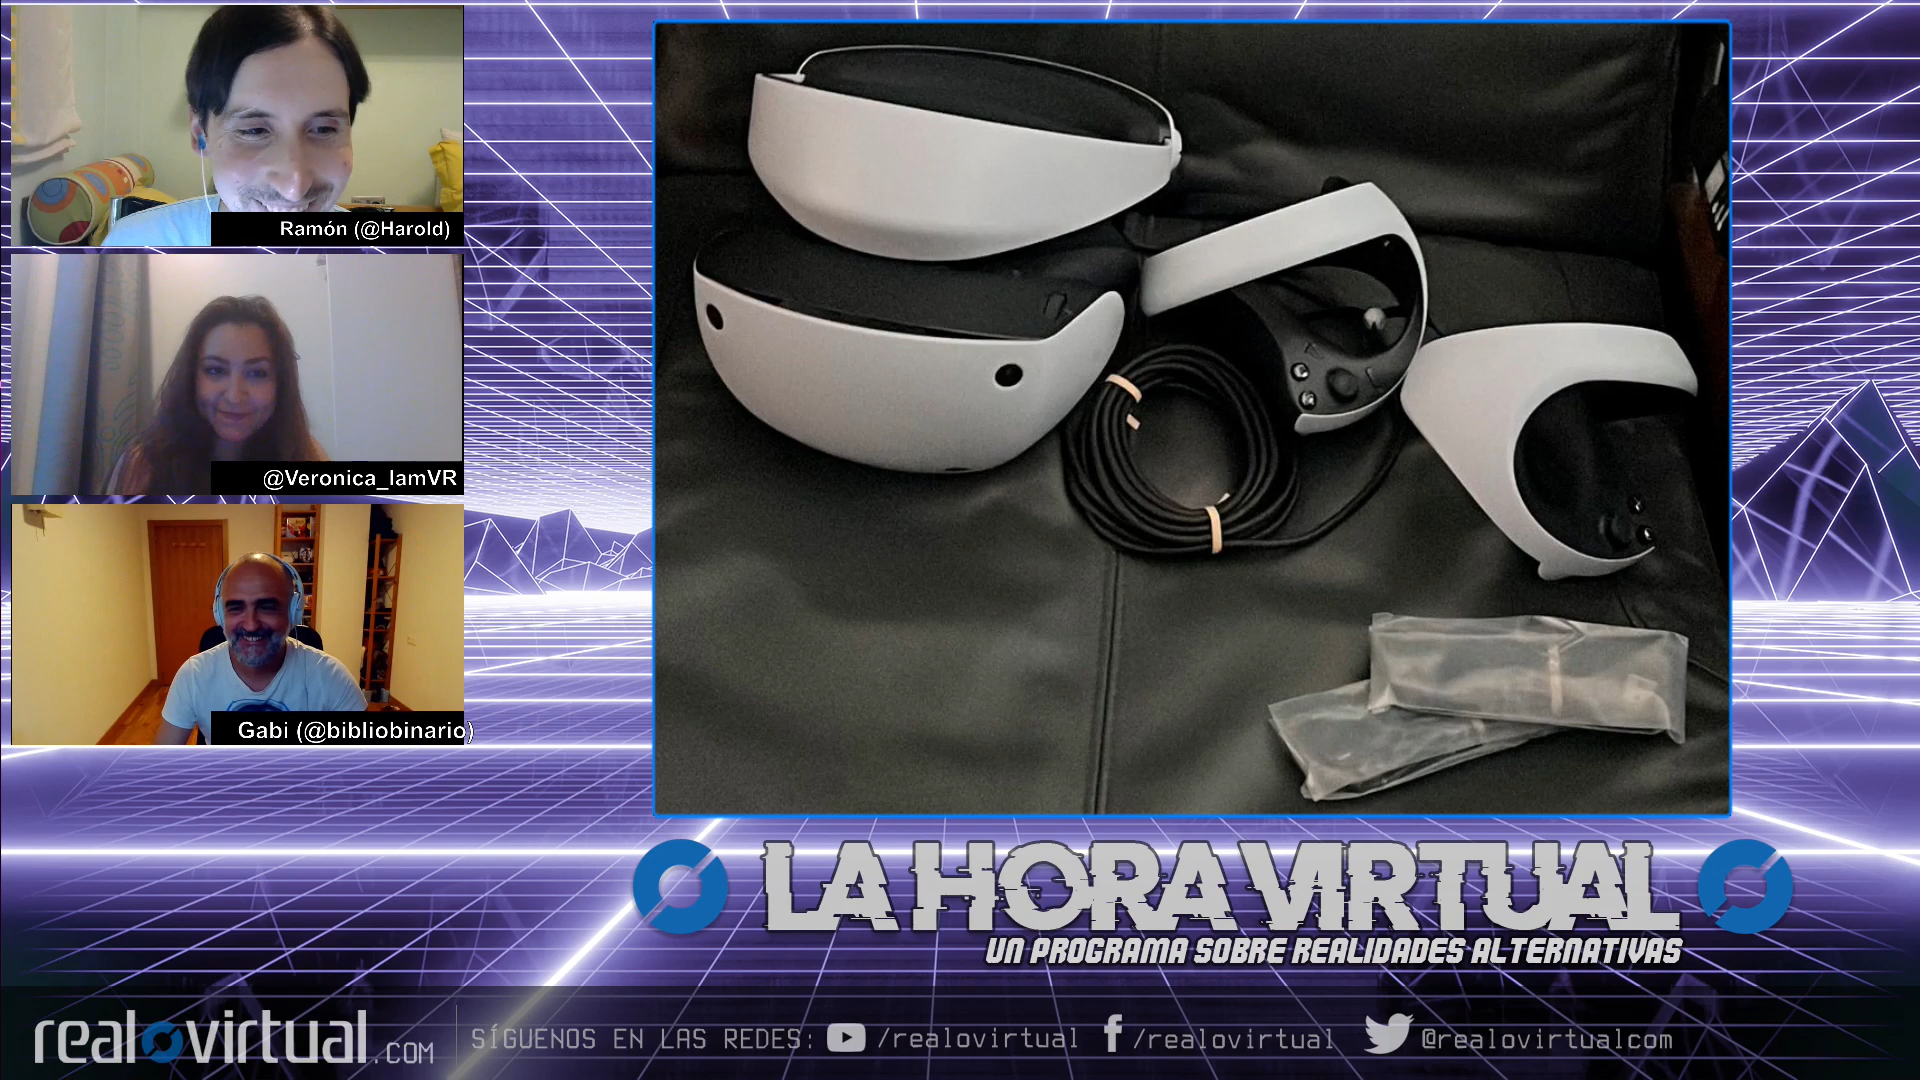 Ramón (@Harold)
@Veronica_IamVR
Gabi (@bibliobinario)
LA HORA VIRTUAL
UN PROGRAMA SOBRE REALIDADES ALTERNATIVAS
realovirtual.COM
SÍGUENOS EN LAS REDES: /realovirtual /realovirtual @realovirtualcom